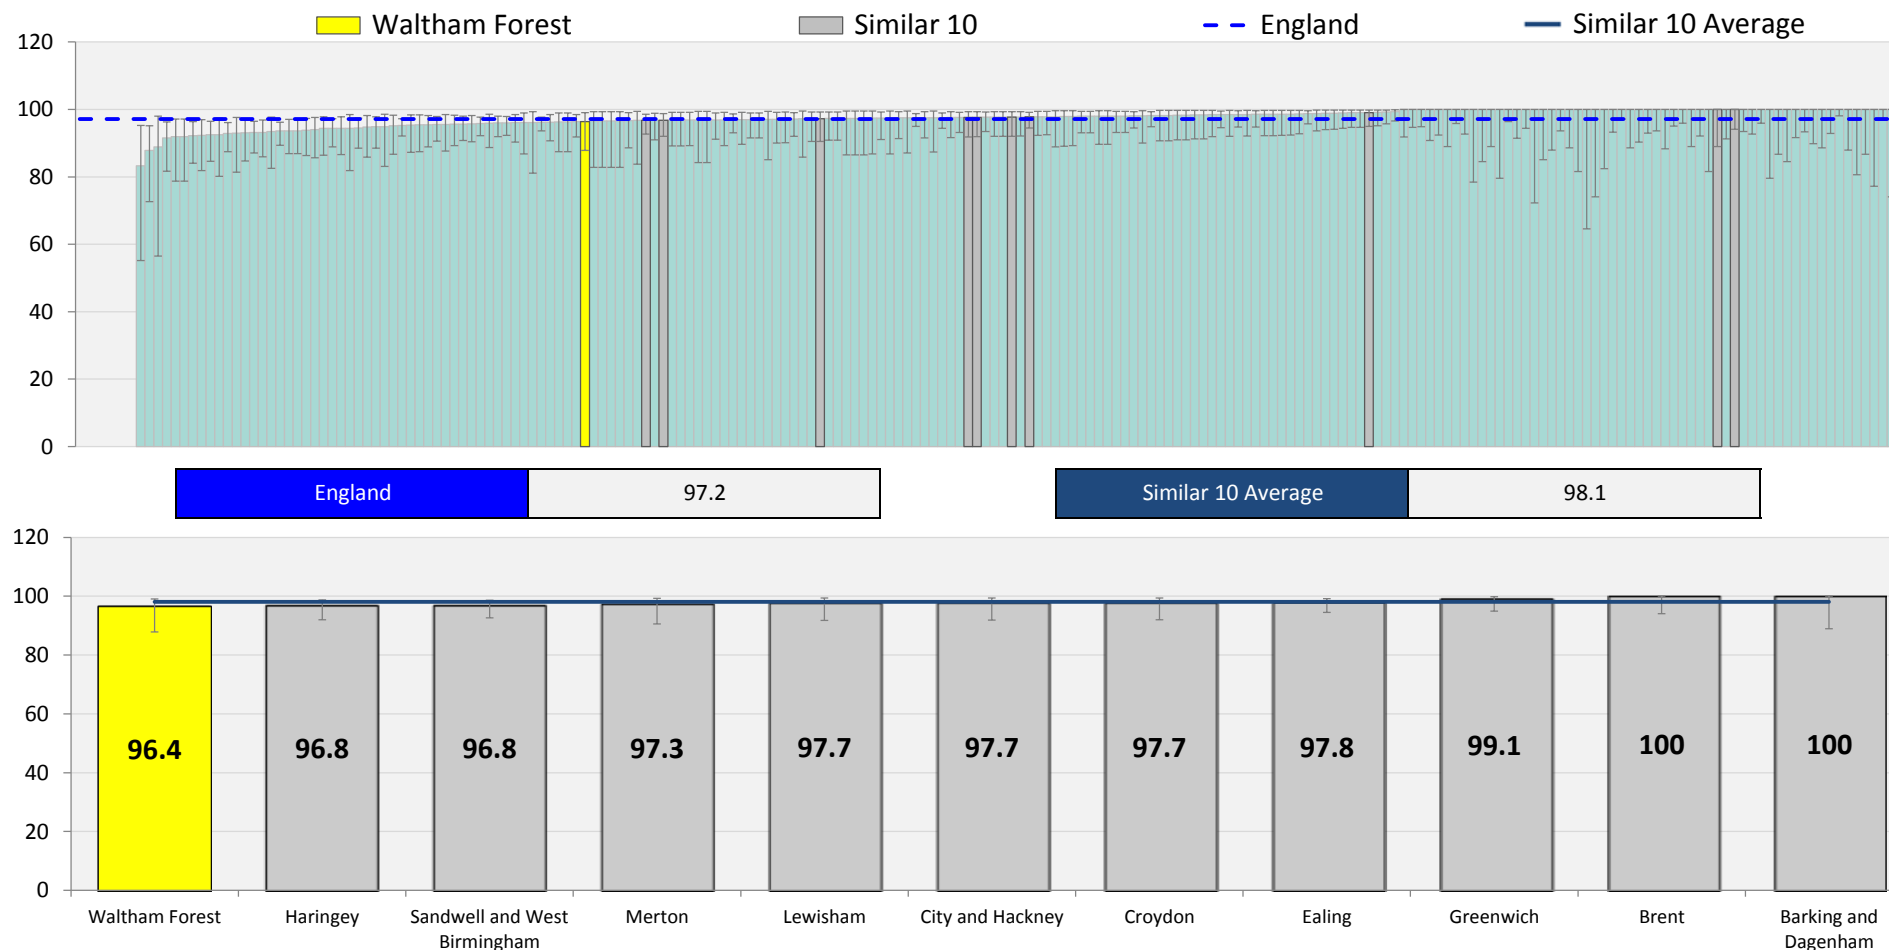 Waltham Forest
Similar 10
England
Similar 10 Average
120
100
80
60
40
20
0
England
97.2
Similar 10 Average
98.1
120
100
80
60
40
20
0
96.4
96.8
96.8
97.3
97.7
97.7
97.7
97.8
99.1
100
100
Waltham Forest
Haringey
Sandwell and West
Birmingham
Merton
Lewisham
City and Hackney
Croydon
Ealing
Greenwich
Brent
Barking and
Dagenham